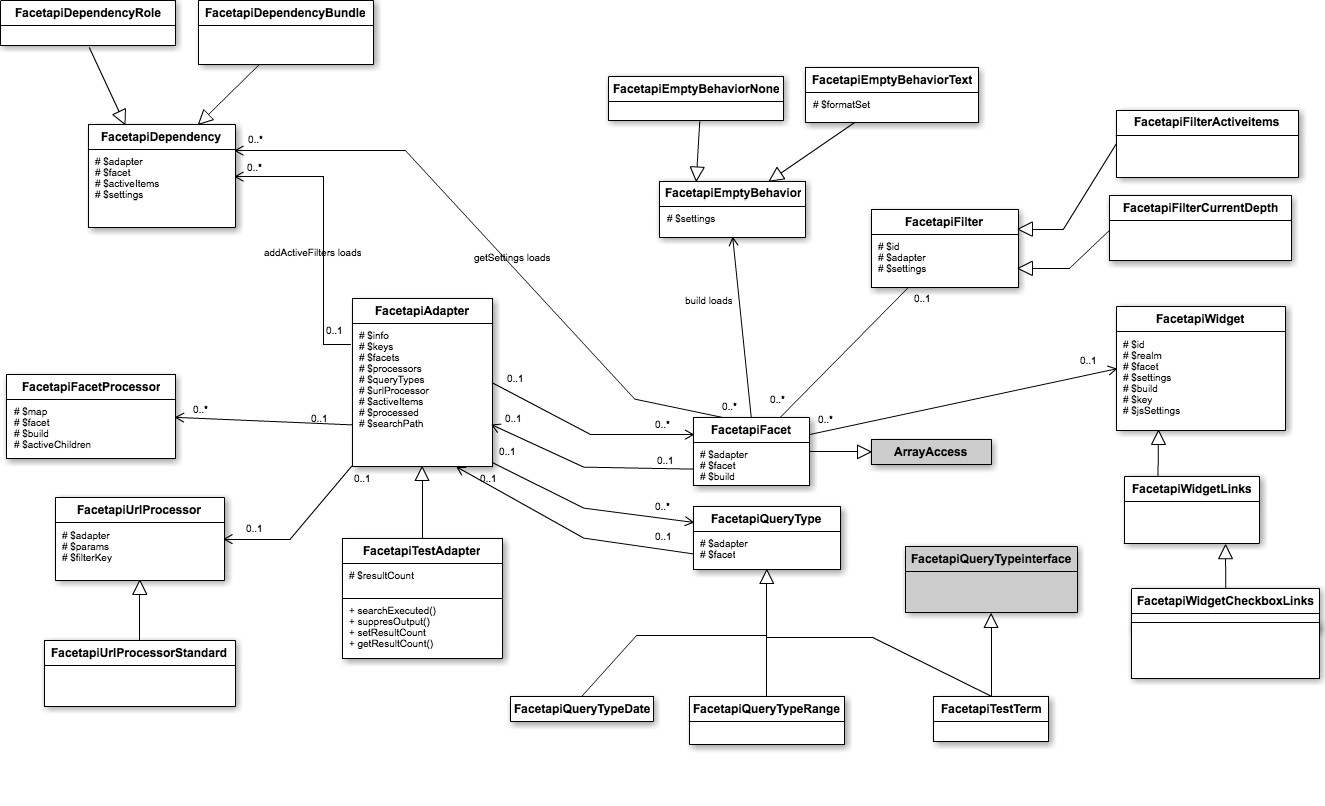 FacetapiDependencyRole
FacetapiDependencyBundle
FacetapiDependency
# $adapter
# $facet
# $activeItems
# $settings
0..*
0..*
addActiveFilters loads
getSettings loads
FacetapiEmptyBehaviorNone
FacetapiEmptyBehaviorText
# $formatSet
FacetapiEmptyBehavior
# $settings
build loads
FacetapiFilterActiveitems
FacetapiFilterCurrentDepth
FacetapiFilter
# $id
# $adapter
# $settings
0..1
FacetapiAdapter
# $info
# $keys
# $facets
# $processors
# $queryTypes
# $urlProcessor
# $activeItems
# $processed
# $searchPath
0..1
0..1
0..1
0..1
0..1
0..1
0..1
FacetapiFacetProcessor
# $map
# $facet
# $build
# $activeChildren
0..*
FacetapiUrlProcessor
# $adapter
# $params
# $filterKey
0..1
FacetapiUrlProcessorStandard
FacetapiTestAdapter
# $resultCount
+ searchExecuted()
+ suppresOutput()
+ setResultCount
+ getResultCount()
FacetapiFacet
# $adapter
# $facet
# $build
0..*
0..*
0..*
0..*
0..1
ArrayAccess
FacetapiQueryType
# $adapter
# $facet
0..*
0..1
FacetapiQueryTypeinterface
FacetapiQueryTypeDate
FacetapiQueryTypeRange
FacetapiTestTerm
FacetapiWidget
# $id
# $realm
# $facet
# $settings
# $build
# $key
# $jsSettings
0..1
FacetapiWidgetLinks
FacetapiWidgetCheckboxLinks